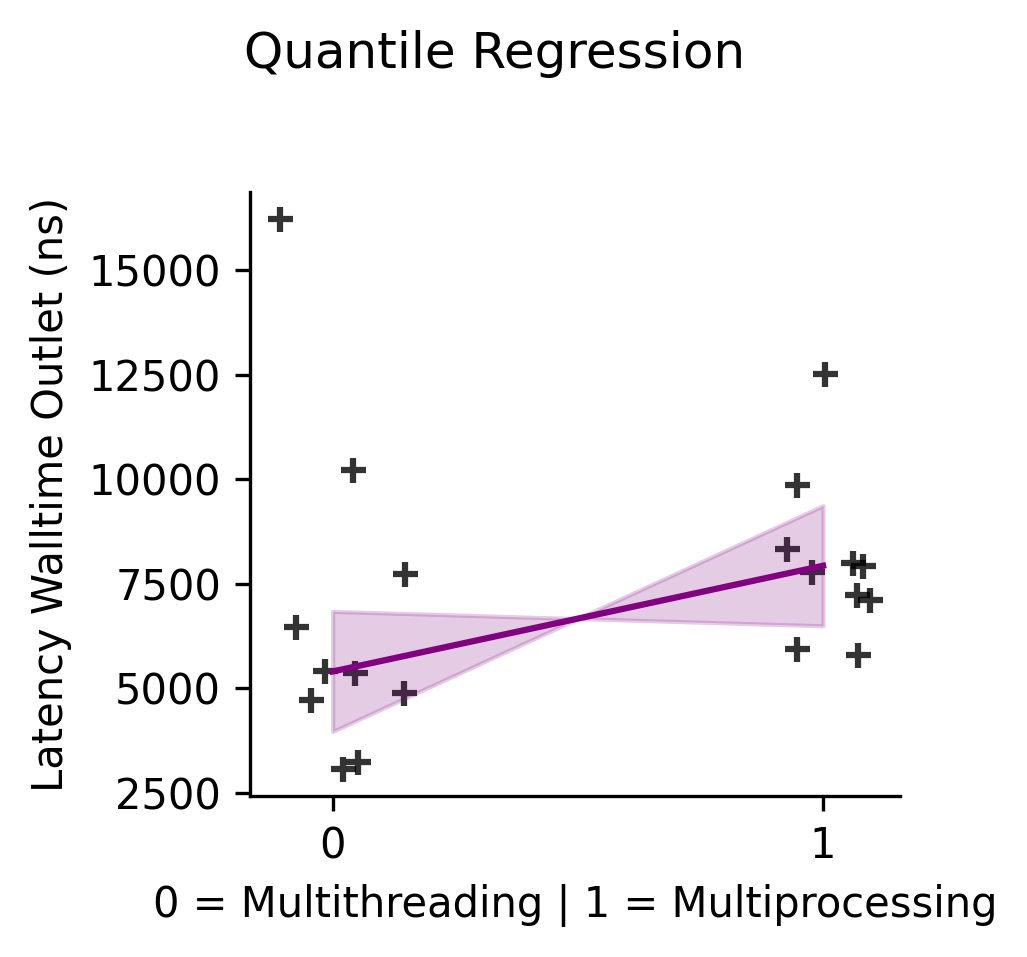 Quantile Regression
Latency Walltime Outlet (ns)
15000
12500
10000
7500
5000
2500
0
1
0 = Multithreading | 1 = Multiprocessing